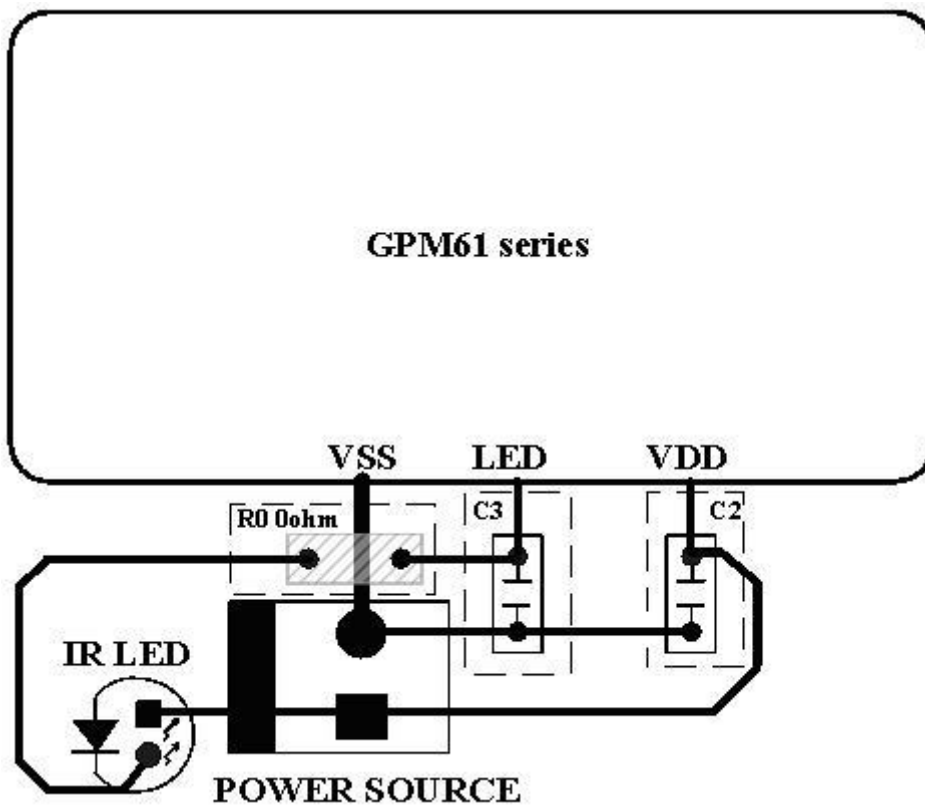 GPM61 series
VSS LED VDD
R0 0ohm C3 C2
IR LED
POWER SOURCE